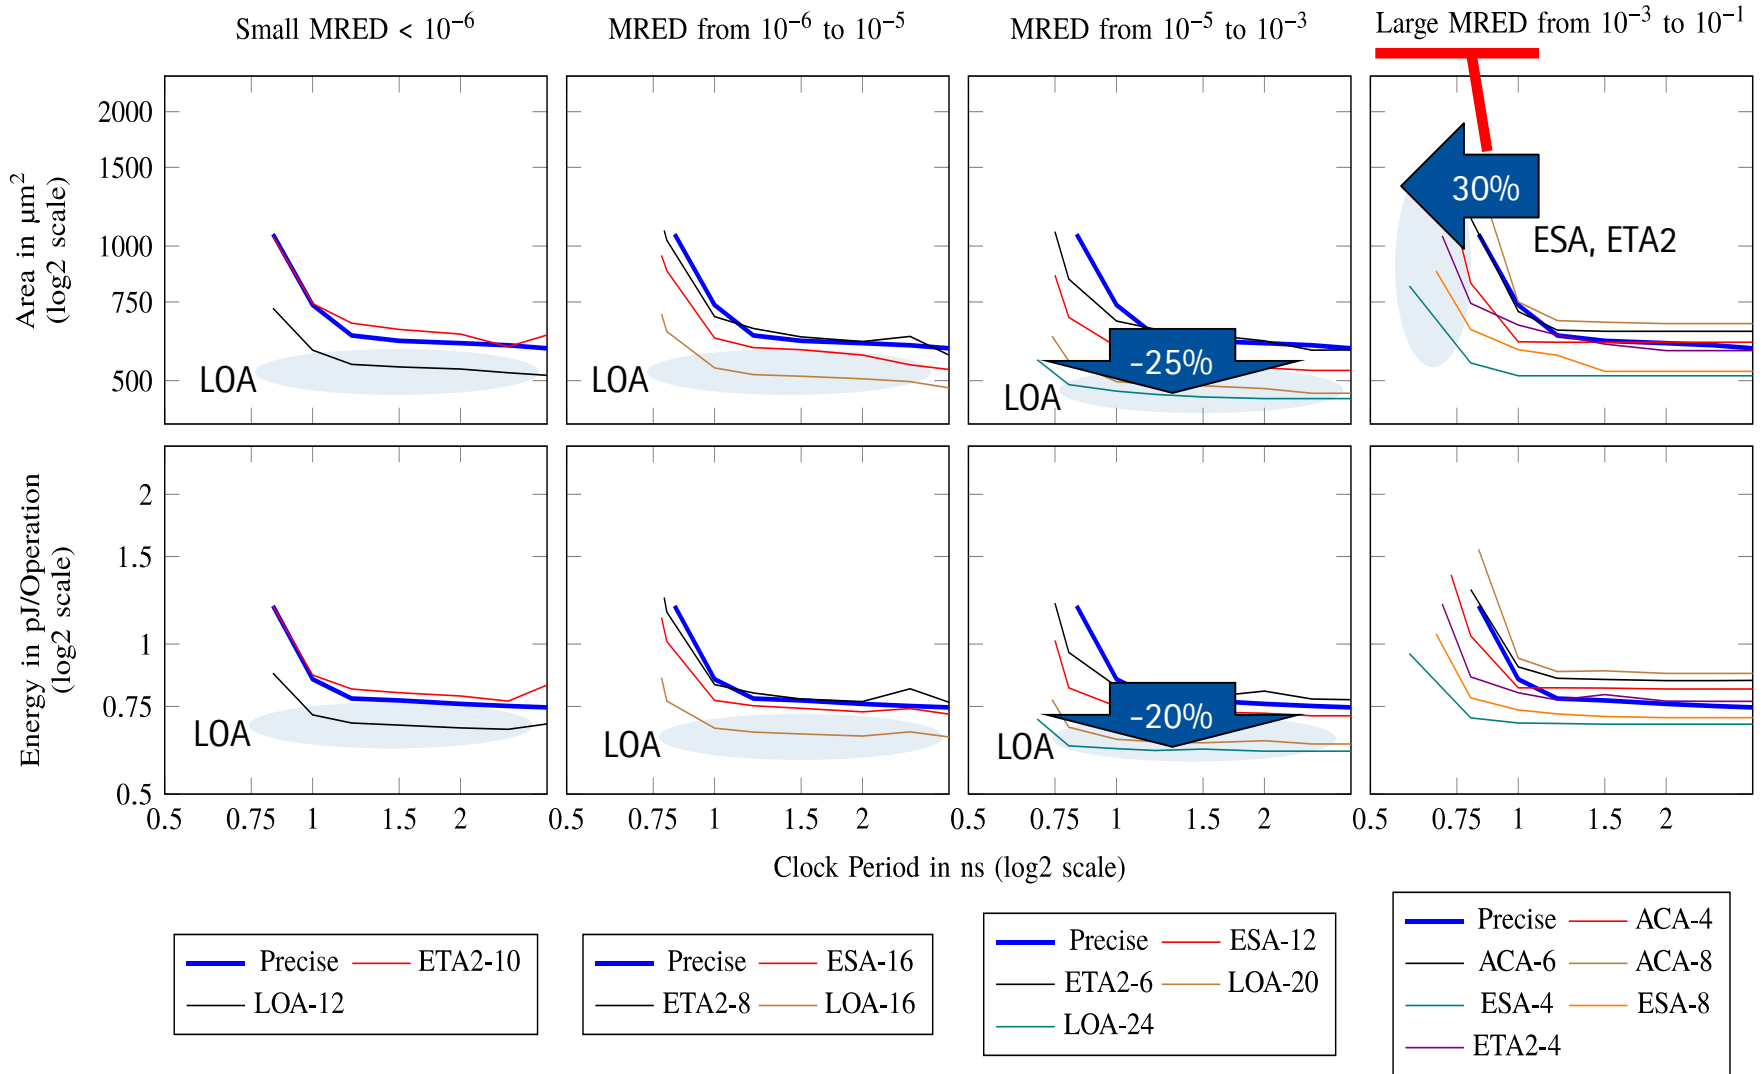 Small MRED < 10⁻⁶
MRED from 10⁻⁶ to 10⁻⁵
MRED from 10⁻⁵ to 10⁻³
Large MRED from 10⁻³ to 10⁻¹
Area in μm²
(log2 scale)
2000
1500
1000
750
500
LOA
LOA
LOA
-25%
30%
ESA, ETA2
Energy in pJ/Operation
(log2 scale)
2
1.5
1
0.75
0.5
LOA
LOA
LOA
-20%
0.5 0.75 1 1.5 2
0.5 0.75 1 1.5 2
0.5 0.75 1 1.5 2
0.5 0.75 1 1.5 2
Clock Period in ns (log2 scale)
Precise ETA2-10
LOA-12
Precise ESA-16
ETA2-8 LOA-16
Precise ESA-12
ETA2-6 LOA-20
LOA-24
Precise ACA-4
ACA-6 ACA-8
ESA-4 ESA-8
ETA2-4